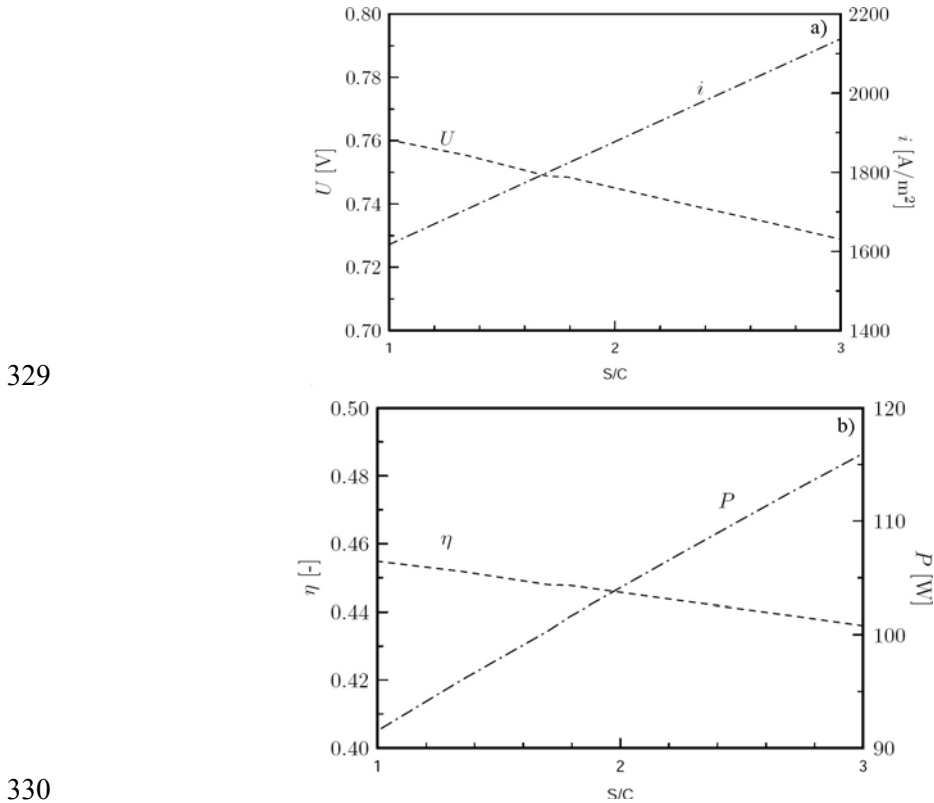 0.80
0.78
0.76
0.74
0.72
0.70
U [V]
2200
2000
1800
1600
1400
i [A/m²]
a)
i
U
1 2 3
S/C
329
0.50
0.48
0.46
0.44
0.42
0.40
η [-]
120
110
100
90
P [W]
b)
P
η
1 2 3
S/C
330